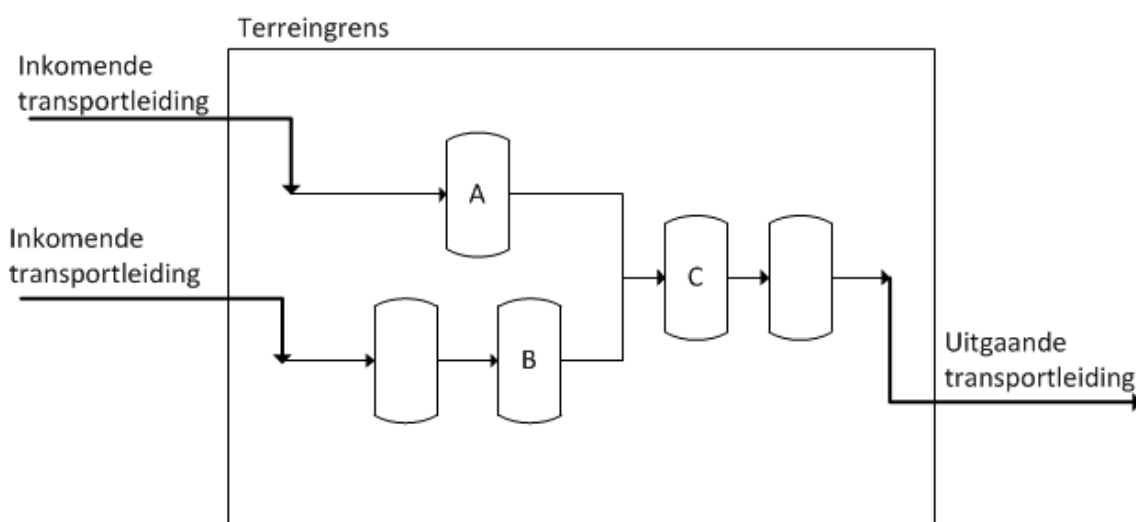 Terreingrens
Inkomende
transportleiding
A
Inkomende
transportleiding
C
B
Uitgaande
transportleiding